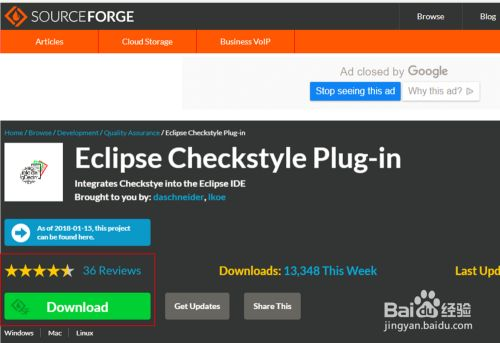 SOURCEFORGE
Browse
Blog
Articles
Cloud Storage
Business VoIP
Ad closed by Google
Stop seeing this ad
Why this ad?
Home / Browse / Development / Quality Assurance / Eclipse Checkstyle Plug-in
Eclipse Checkstyle Plug-in
Integrates Checkstye into the Eclipse IDE
Brought to you by: daschneider, lkoe
As of 2018-01-15, this project
can be found here.
36 Reviews
Downloads: 13,348 This Week
Last Upd
Download
Get Updates
Share This
Windows
Mac
Linux
Baidu 经验
jingyan.baidu.com